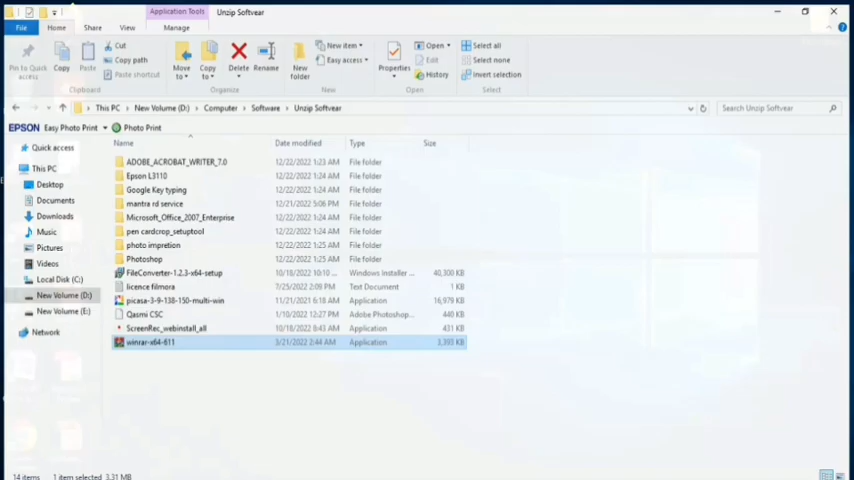 Application Tools Unzip Softvear
File Home Share View Manage
Pin to Quick access
Copy
Paste
Cut
Copy path
Paste shortcut
Clipboard
Move to
Copy to
Delete
Rename
Organize
New folder
New item
Easy access
New
Properties
Open
Edit
History
Open
Select all
Select none
Invert selection
Select
This PC > New Volume (D:) > Computer > Software > Unzip Softvear
Search Unzip Softvear
EPSON Easy Photo Print Photo Print
Name Date modified Type Size
Quick access
This PC
Desktop
Documents
Downloads
Music
Pictures
Videos
Local Disk (C:)
New Volume (D:)
New Volume (E:)
Network
ADOBE_ACROBAT_WRITER_7.0 12/22/2022 1:23 AM File folder
Epson L3110 12/22/2022 1:24 AM File folder
Google Key typing 12/22/2022 1:24 AM File folder
mantra rd service 12/21/2022 5:06 PM File folder
Microsoft_Office_2007_Enterprise 12/22/2022 1:24 AM File folder
pen cardcrop_setuptool 12/22/2022 1:24 AM File folder
photo impretion 12/22/2022 1:25 AM File folder
Photoshop 12/22/2022 1:25 AM File folder
FileConverter-1.2.3-x64-setup 10/18/2022 10:10 ... Windows Installer ... 40,300 KB
licence filmora 7/25/2022 2:09 PM Text Document 1 KB
picasa-3-9-138-150-multi-win 11/21/2021 6:18 AM Application 16,979 KB
Qasmi CSC 1/10/2022 12:27 PM Adobe Photoshop... 440 KB
ScreenRec_webinstall_all 10/18/2022 8:43 AM Application 431 KB
winrar-x64-611 3/21/2022 2:44 AM Application 3,393 KB
14 items 1 item selected 3.31 MB